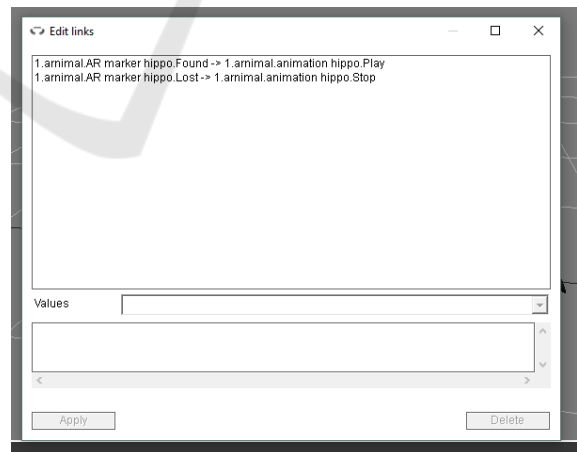 Edit links
1.arnimal.AR marker hippo.Found -> 1.arnimal.animation hippo.Play
1.arnimal.AR marker hippo.Lost -> 1.arnimal.animation hippo.Stop
Values
Apply
Delete